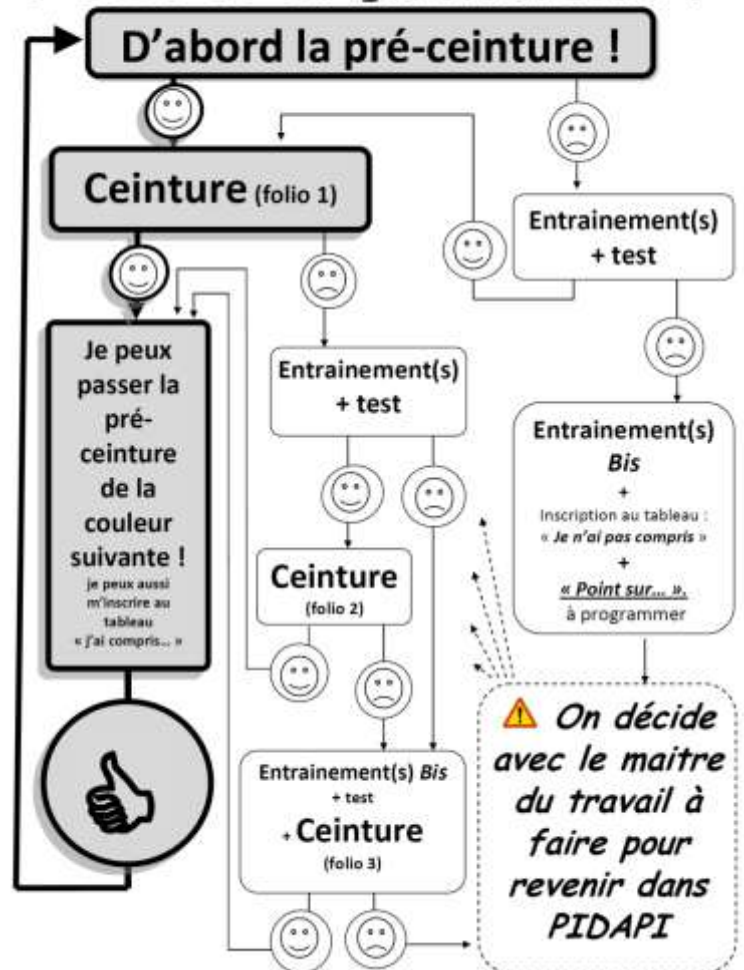 D'abord la pré-ceinture !
Ceinture (folio 1)
Entrainement(s)
+ test
Je peux
passer la
pré-
ceinture
de la
couleur
suivante !
je peux aussi
m'inscrire au
tableau
« j'ai compris... »
Entrainement(s)
+ test
Entrainement(s)
Bis
+
Inscription au tableau :
« Je n'ai pas compris »
+
« Point sur... ».
à programmer
Ceinture
(folio 2)
Entrainement(s) Bis
+ test
+ Ceinture
(folio 3)
On décide
avec le maitre
du travail à
faire pour
revenir dans
PIDAPI